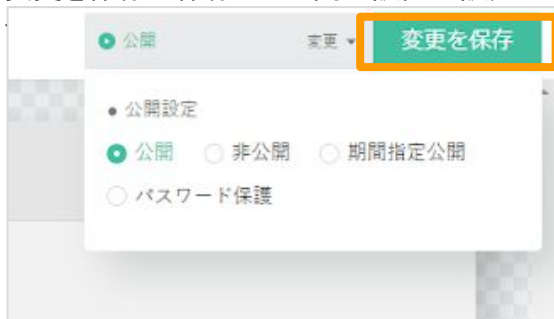 公開 変更 変更を保存
公開設定
公開 非公開 期間指定公開
パスワード保護